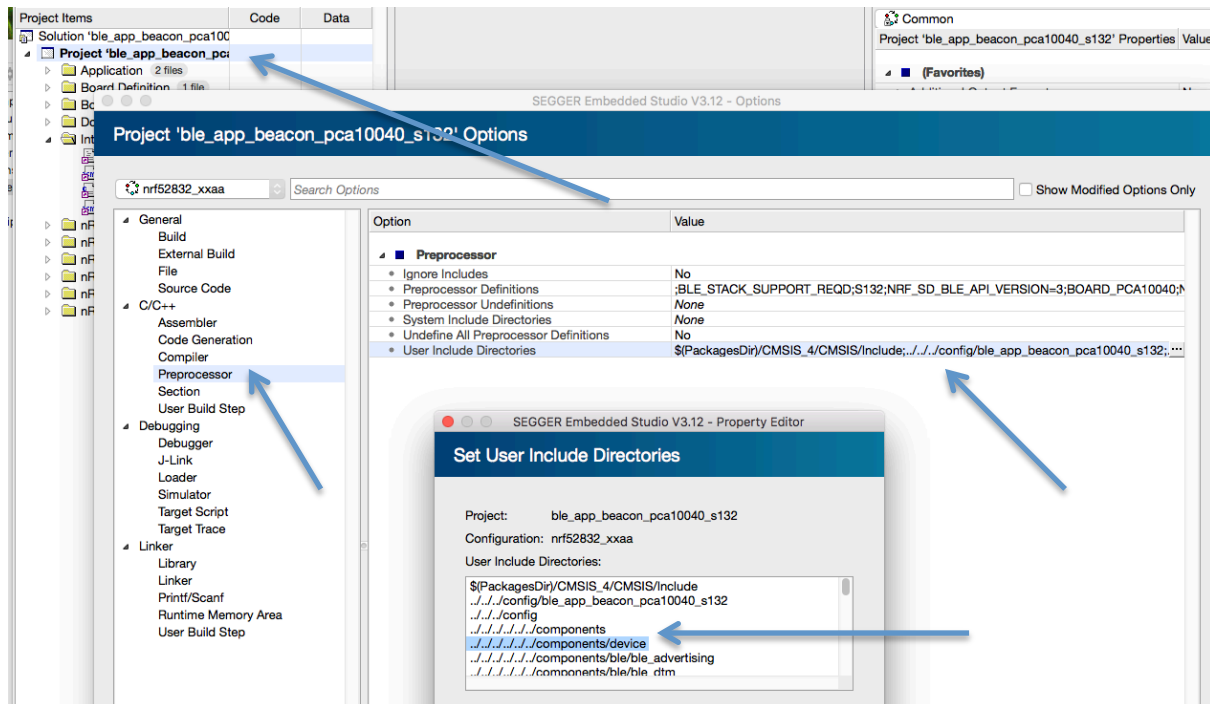 Project Items Code Data
Solution 'ble_app_beacon_pca100
Project 'ble_app_beacon_pca
Application 2 files
Board Definition 1 file
Common
Project 'ble_app_beacon_pca10040_s132' Properties Value
(Favorites)
SEGGER Embedded Studio V3.12 - Options
Project 'ble_app_beacon_pca10040_s132' Options
nrf52832_xxaa
Search Options
Show Modified Options Only
General
Build
External Build
File
Source Code
C/C++
Assembler
Code Generation
Compiler
Preprocessor
Section
User Build Step
Debugging
Debugger
J-Link
Loader
Simulator
Target Script
Target Trace
Linker
Library
Linker
Printf/Scanf
Runtime Memory Area
User Build Step
Option Value
Preprocessor
Ignore Includes No
Preprocessor Definitions ;BLE_STACK_SUPPORT_REQD;S132;NRF_SD_BLE_API_VERSION=3;BOARD_PCA10040;
Preprocessor Undefinitions None
System Include Directories None
Undefine All Preprocessor Definitions No
User Include Directories $(PackagesDir)/CMSIS_4/CMSIS/Include;../../../config/ble_app_beacon_pca10040_s132; ...
SEGGER Embedded Studio V3.12 - Property Editor
Set User Include Directories
Project: ble_app_beacon_pca10040_s132
Configuration: nrf52832_xxaa
User Include Directories:
$(PackagesDir)/CMSIS_4/CMSIS/Include
../../../config/ble_app_beacon_pca10040_s132
../../../config
../../../../../../components
../../../../../../components/device
../../../../../../components/ble/ble_advertising
../../../../../../components/ble/ble_dtm